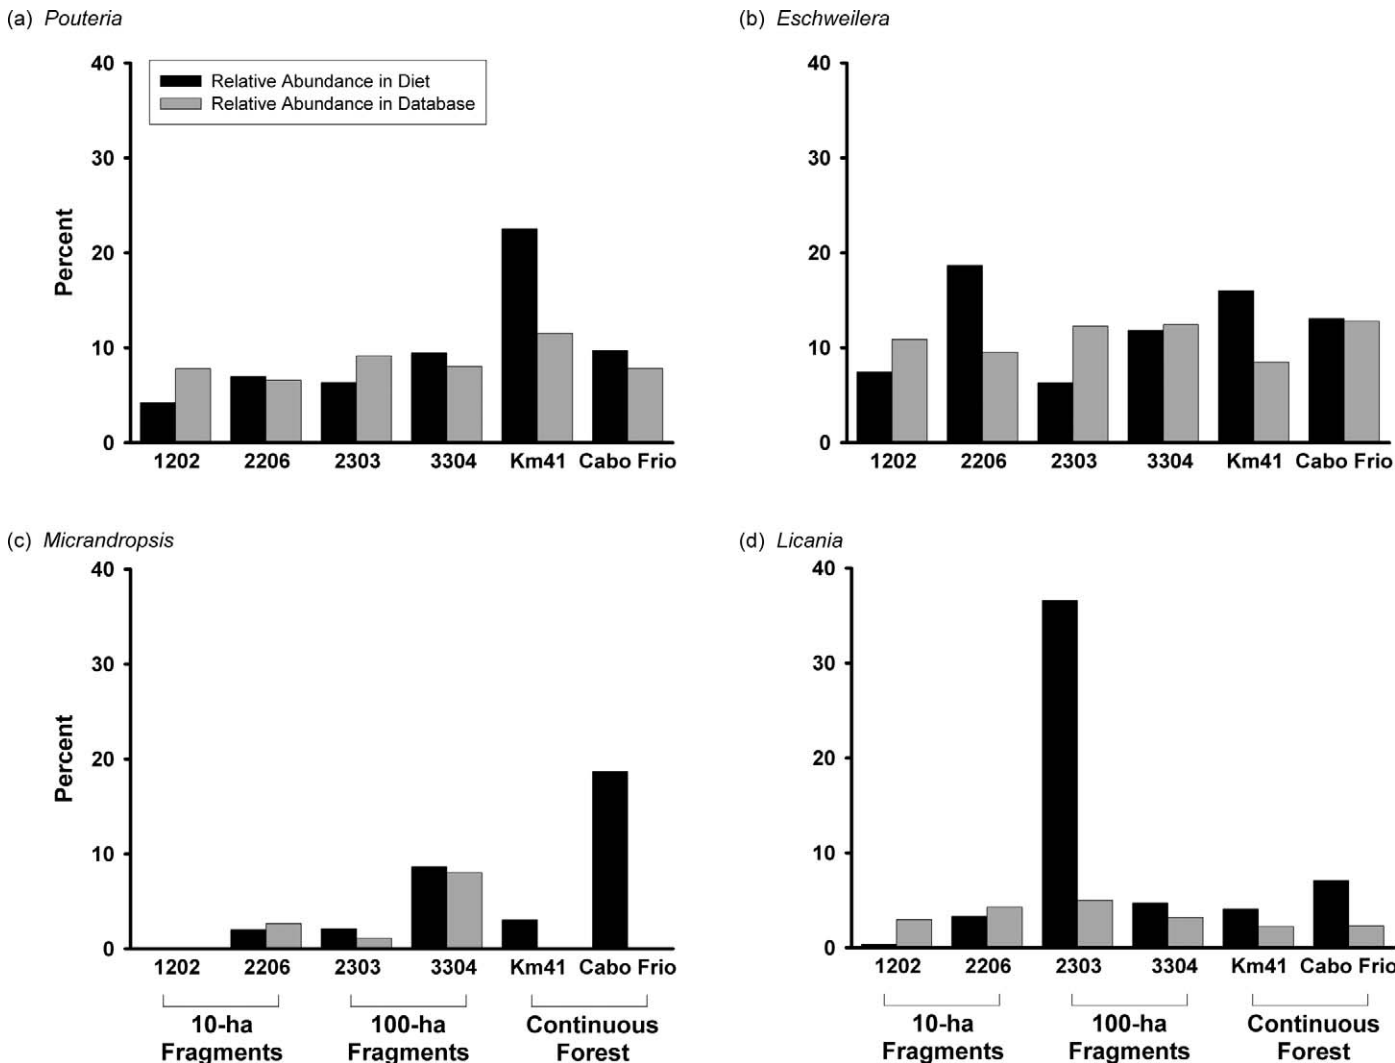 (a) Pouteria
(b) Eschweilera
40
30
20
10
0
Percent
Relative Abundance in Diet
Relative Abundance in Database
1202 2206 2303 3304 Km41 Cabo Frio
40
30
20
10
0
1202 2206 2303 3304 Km41 Cabo Frio
(c) Micrandropsis
(d) Licania
40
30
20
10
0
Percent
1202 2206 2303 3304 Km41 Cabo Frio
10-ha 100-ha Continuous
Fragments Fragments Forest
40
30
20
10
0
1202 2206 2303 3304 Km41 Cabo Frio
10-ha 100-ha Continuous
Fragments Fragments Forest